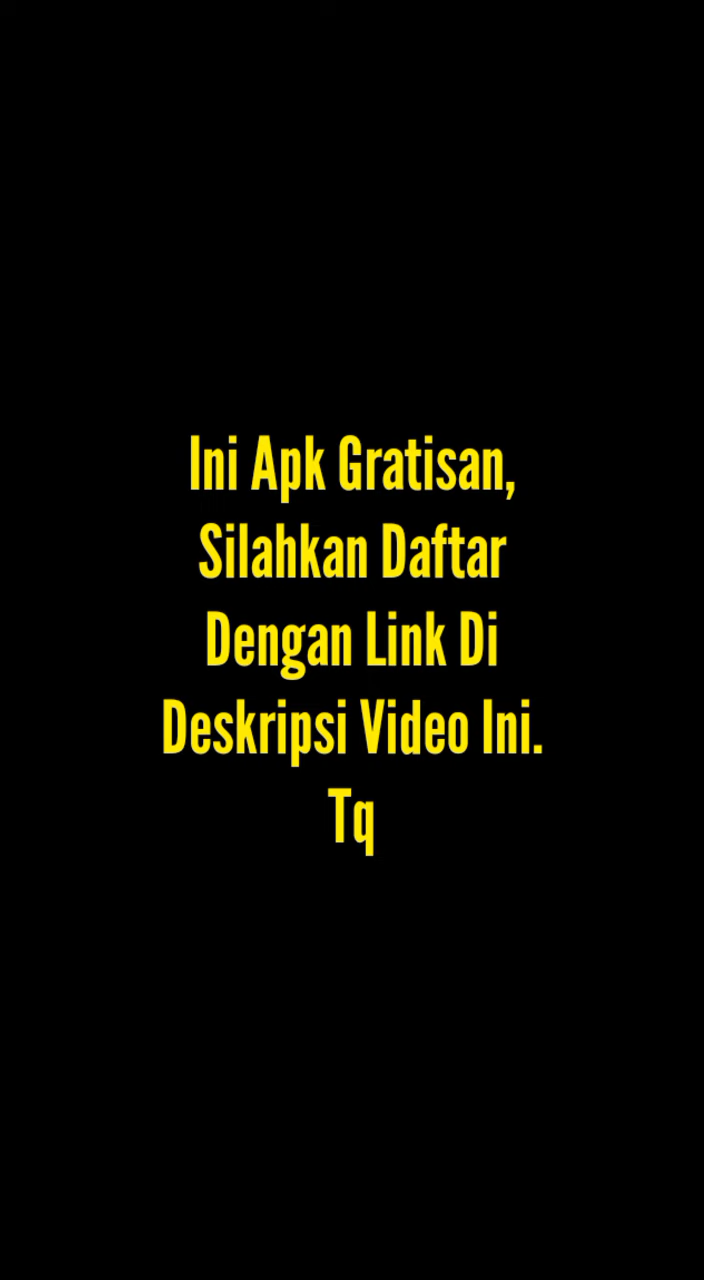 Ini Apk Gratisan,
Silahkan Daftar
Dengan Link Di
Deskripsi Video Ini.
Tq